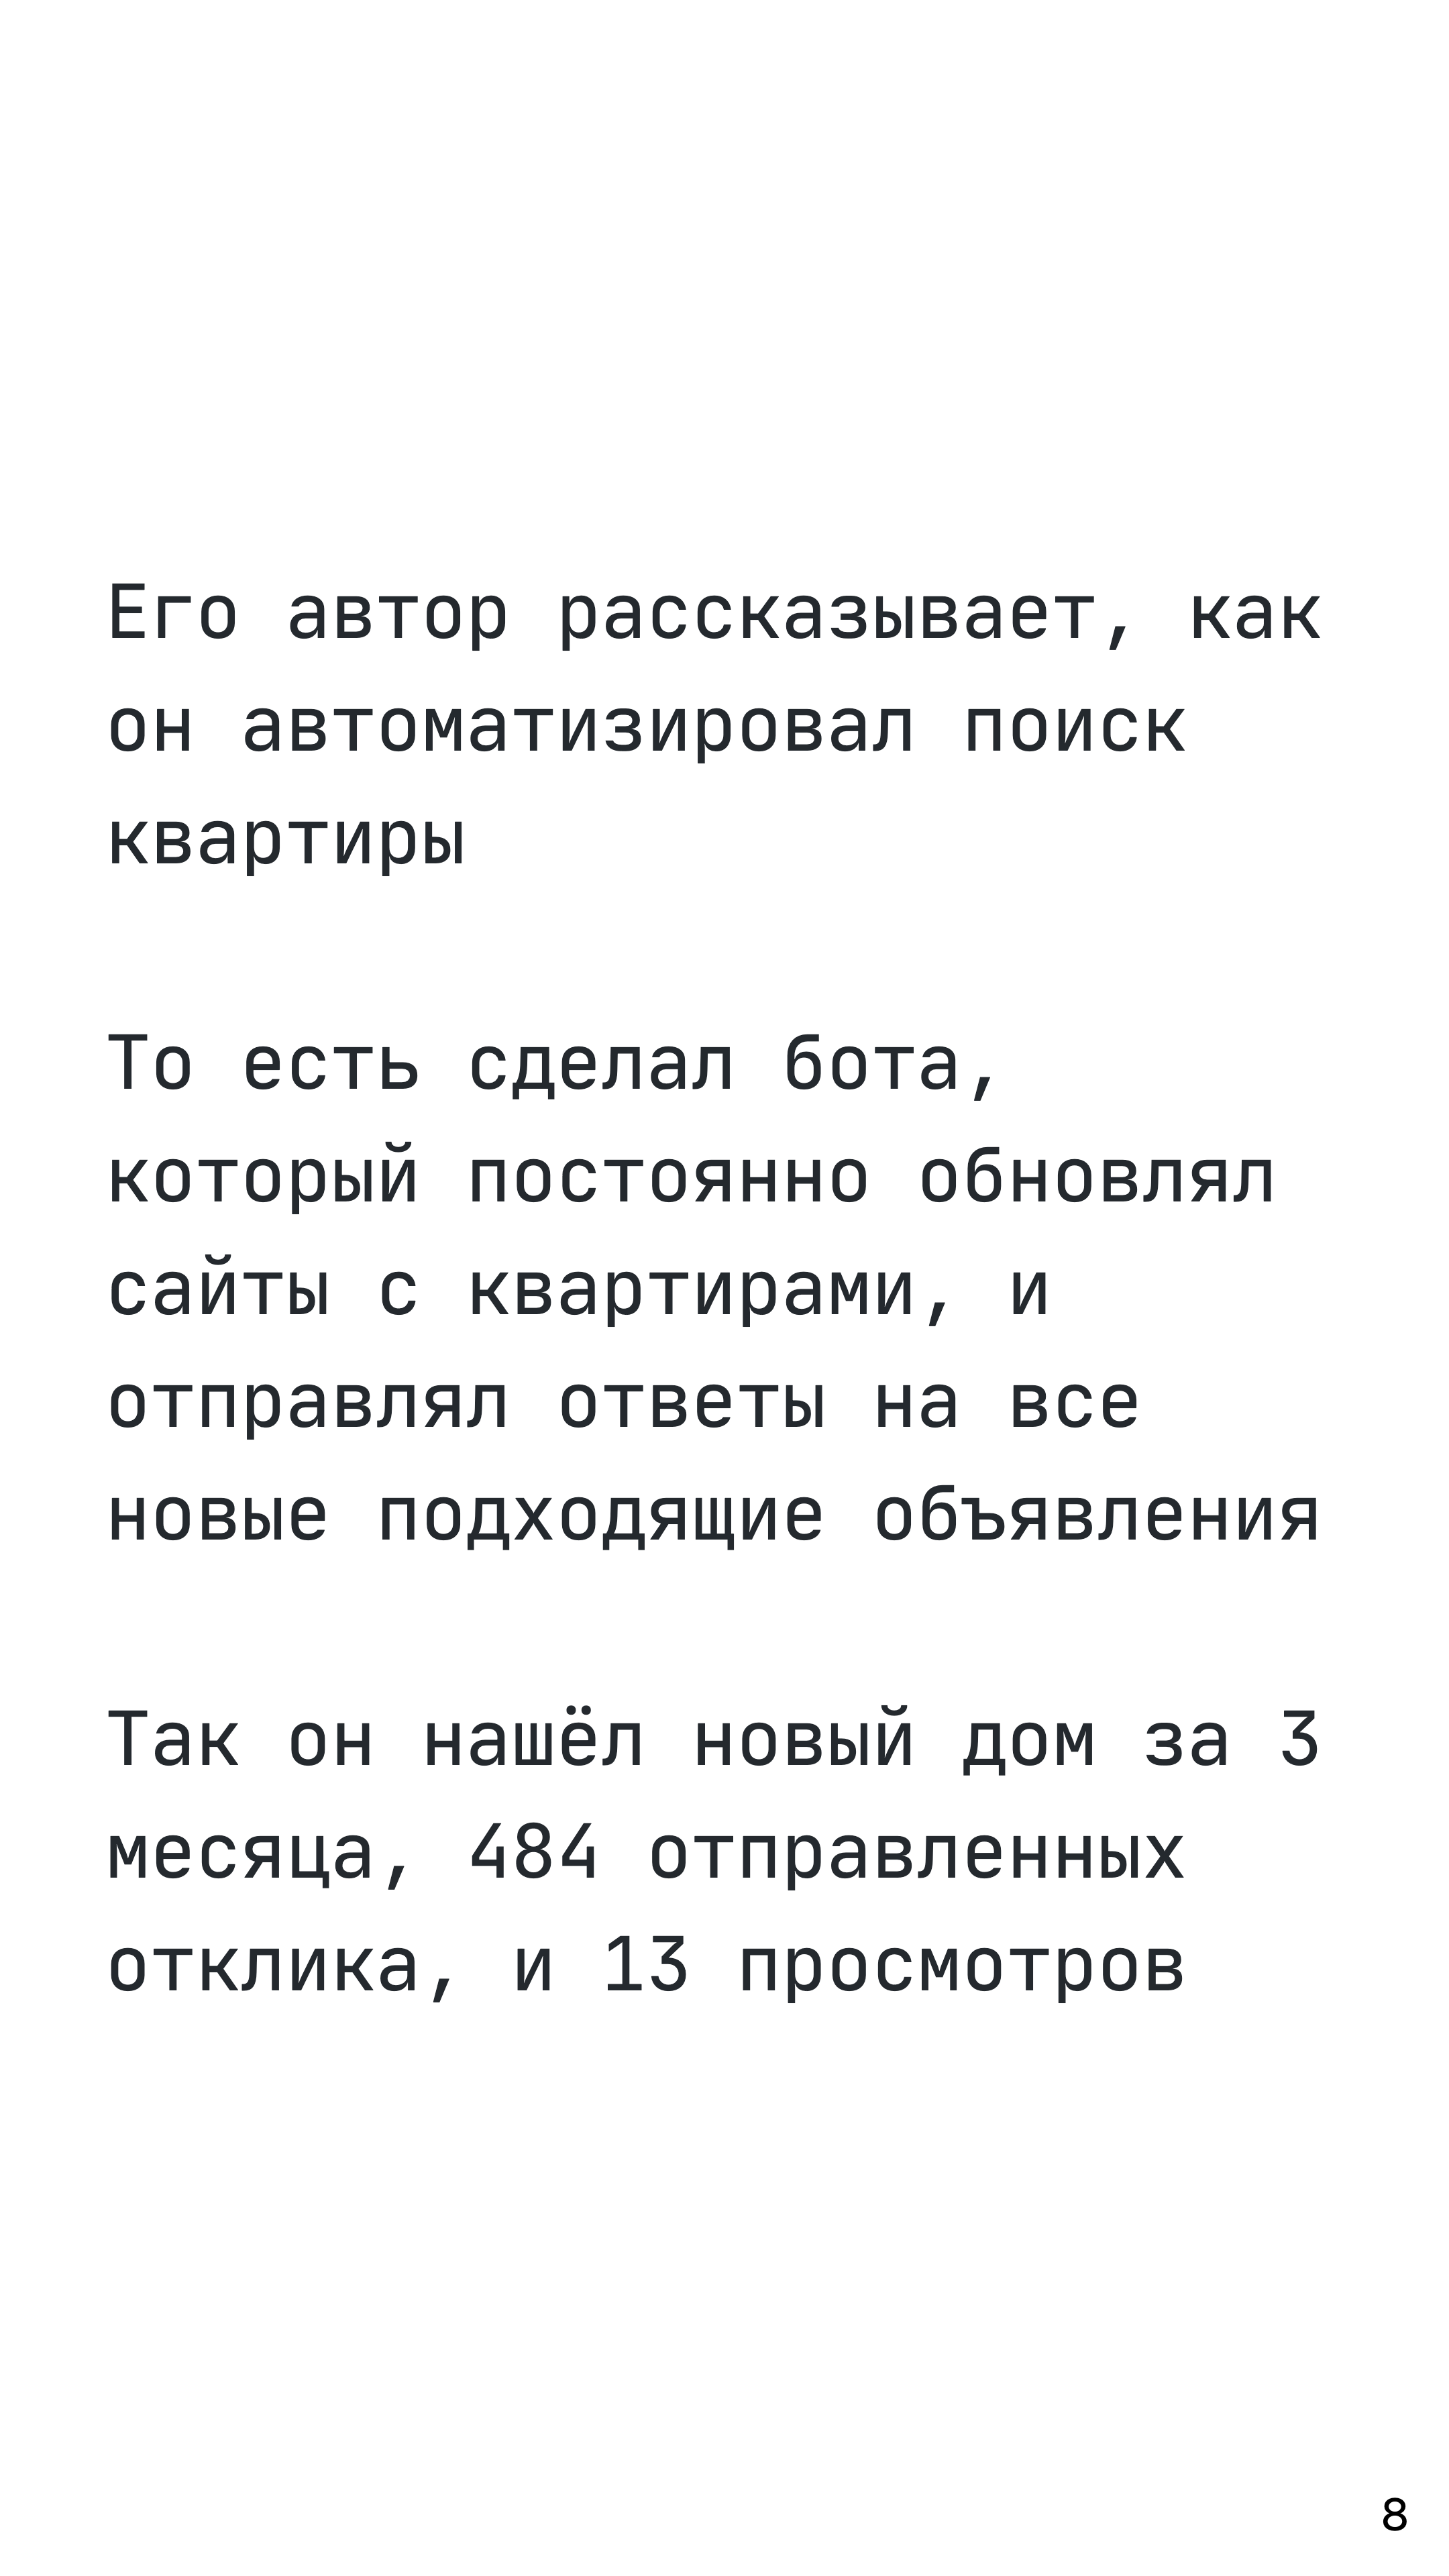 Его автор рассказывает, как
он автоматизировал поиск
квартиры
То есть сделал бота,
который постоянно обновлял
сайты с квартирами, и
отправлял ответы на все
новые подходящие объявления
Так он нашёл новый дом за 3
месяца, 484 отправленных
отклика, и 13 просмотров
8